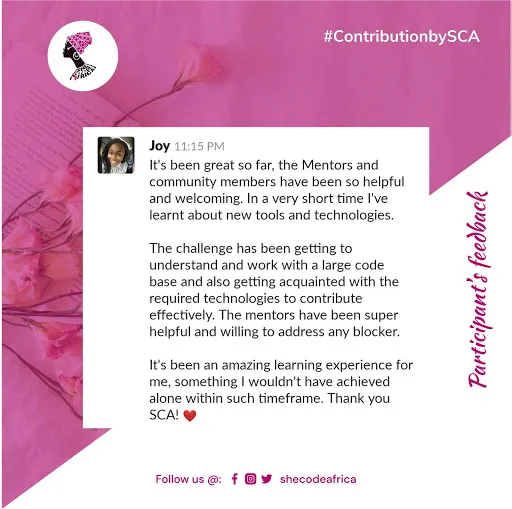 #ContributionbySCA
Joy 11:15 PM
It's been great so far, the Mentors and
community members have been so helpful
and welcoming. In a very short time I've
learnt about new tools and technologies.
The challenge has been getting to
understand and work with a large code
base and also getting acquainted with the
required technologies to contribute
effectively. The mentors have been super
helpful and willing to address any blocker.
It's been an amazing learning experience for
me, something I wouldn't have achieved
alone within such timeframe. Thank you
SCA! ❤️
Participant's feedback
Follow us @: shecodeafrica